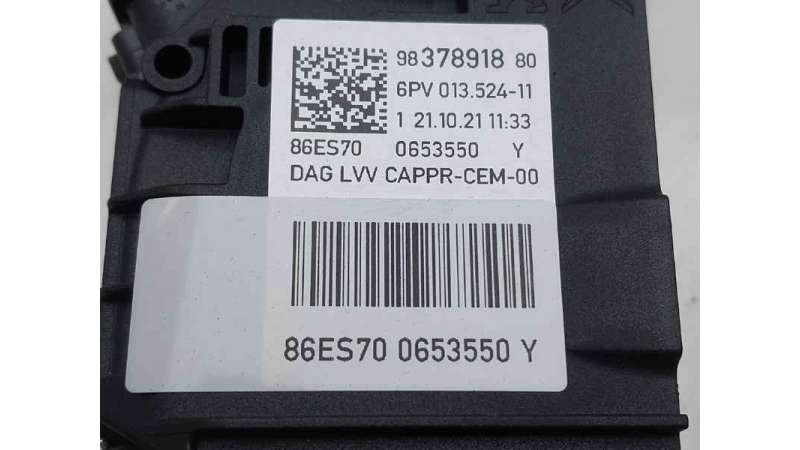 98 378918 80
6PV 013.524-11
1 21.10.21 11:33
86ES70 0653550 Y
DAG LVV CAPPR-CEM-00
86ES70 0653550 Y